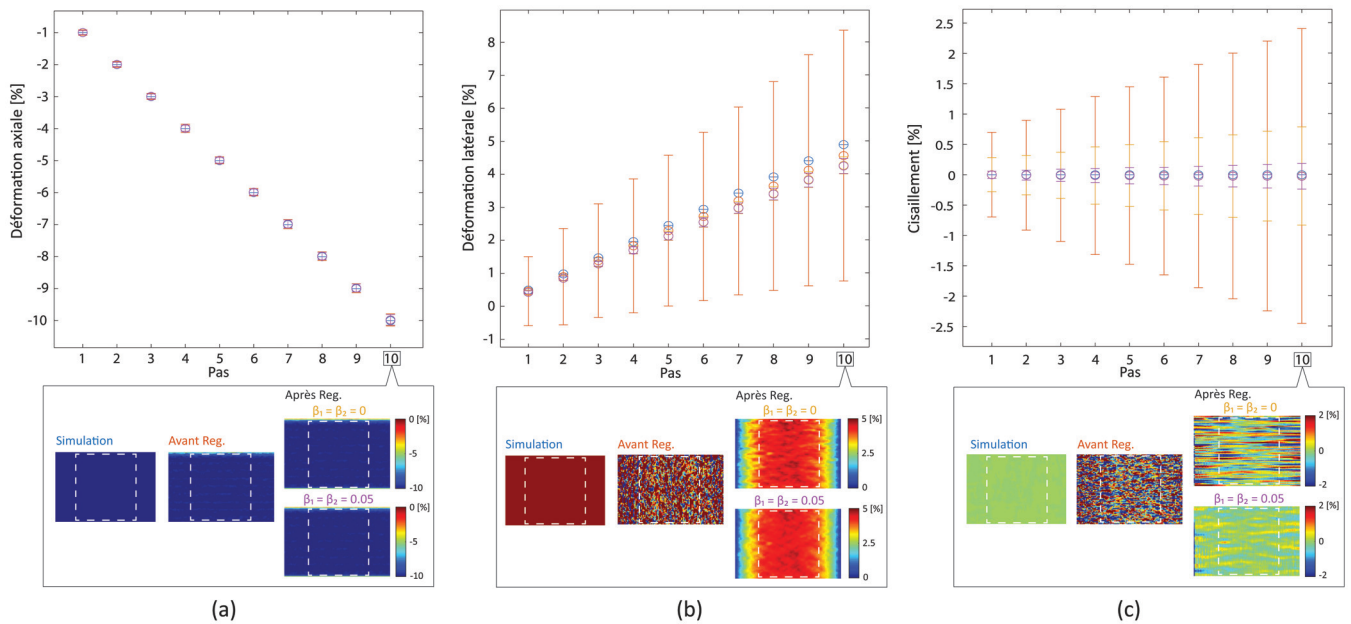 Déformation axiale [%]
-1
-2
-3
-4
-5
-6
-7
-8
-9
-10
1 2 3 4 5 6 7 8 9 10
Pas
Simulation
Avant Reg.
Après Reg.
β₁ = β₂ = 0
0 [%]
-5
-10
β₁ = β₂ = 0.05
0 [%]
-5
-10
(a)
Déformation latérale [%]
8
7
6
5
4
3
2
1
0
-1
1 2 3 4 5 6 7 8 9 10
Pas
Simulation
Avant Reg.
Après Reg.
β₁ = β₂ = 0
5 [%]
2.5
0
β₁ = β₂ = 0.05
5 [%]
2.5
0
(b)
Cisaillement [%]
2.5
2
1.5
1
0.5
0
-0.5
-1
-1.5
-2
-2.5
1 2 3 4 5 6 7 8 9 10
Pas
Simulation
Avant Reg.
Après Reg.
β₁ = β₂ = 0
2 [%]
0
-2
β₁ = β₂ = 0.05
2 [%]
0
-2
(c)